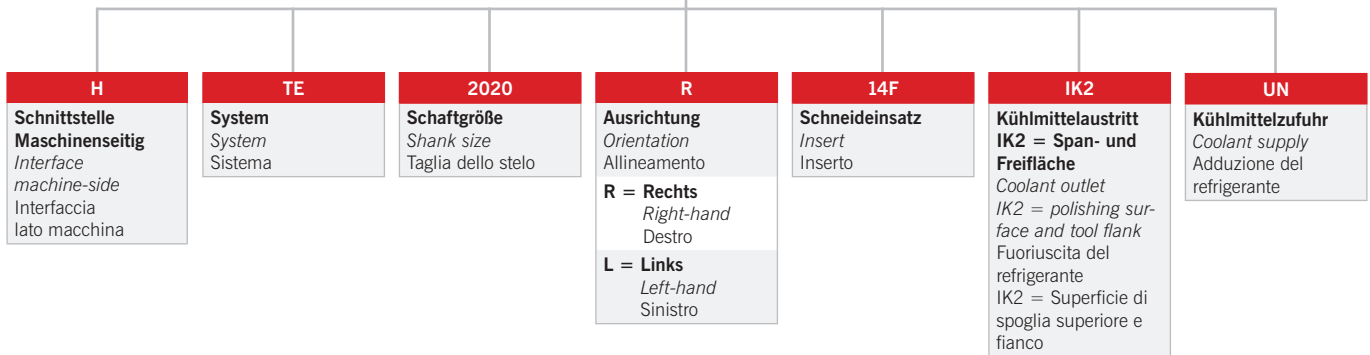 H
Schnittstelle
Maschinenseitig
Interface
machine-side
Interfaccia
lato macchina
TE
System
System
Sistema
2020
Schaftgröße
Shank size
Taglia dello stelo
R
Ausrichtung
Orientation
Allineamento
R = Rechts
Right-hand
Destro
L = Links
Left-hand
Sinistro
14F
Schneideinsatz
Insert
Inserto
IK2
Kühlmittelaustritt
IK2 = Span- und
Freifläche
Coolant outlet
IK2 = polishing sur-
face and tool flank
Fuoriuscita del
refrigerante
IK2 = Superficie di
spoglia superiore e
fianco
UN
Kühlmittelzufuhr
Coolant supply
Adduzione del
refrigerante